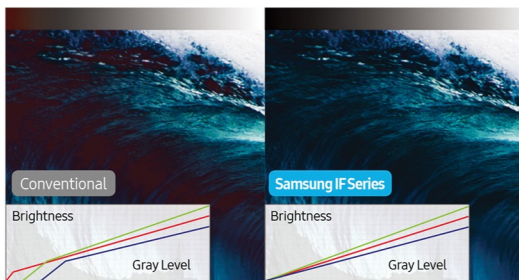 Conventional
Samsung IF Series
Brightness
Gray Level
Brightness
Gray Level